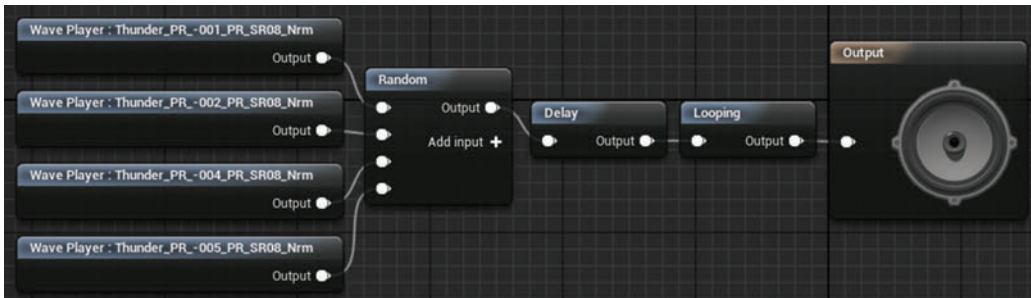 Wave Player : Thunder_PR_-001_PR_SR08_Nrm
Output
Wave Player : Thunder_PR_-002_PR_SR08_Nrm
Output
Wave Player : Thunder_PR_-004_PR_SR08_Nrm
Output
Wave Player : Thunder_PR_-005_PR_SR08_Nrm
Output
Random
Output
Add input +
Delay
Output
Looping
Output
Output